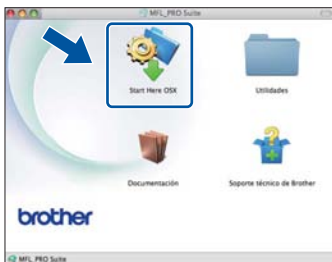 MFL_PRO Suite
Start Here OSX
Utilidades
Documentación
Soporte técnico de Brother
brother
MFL_PRO Suite